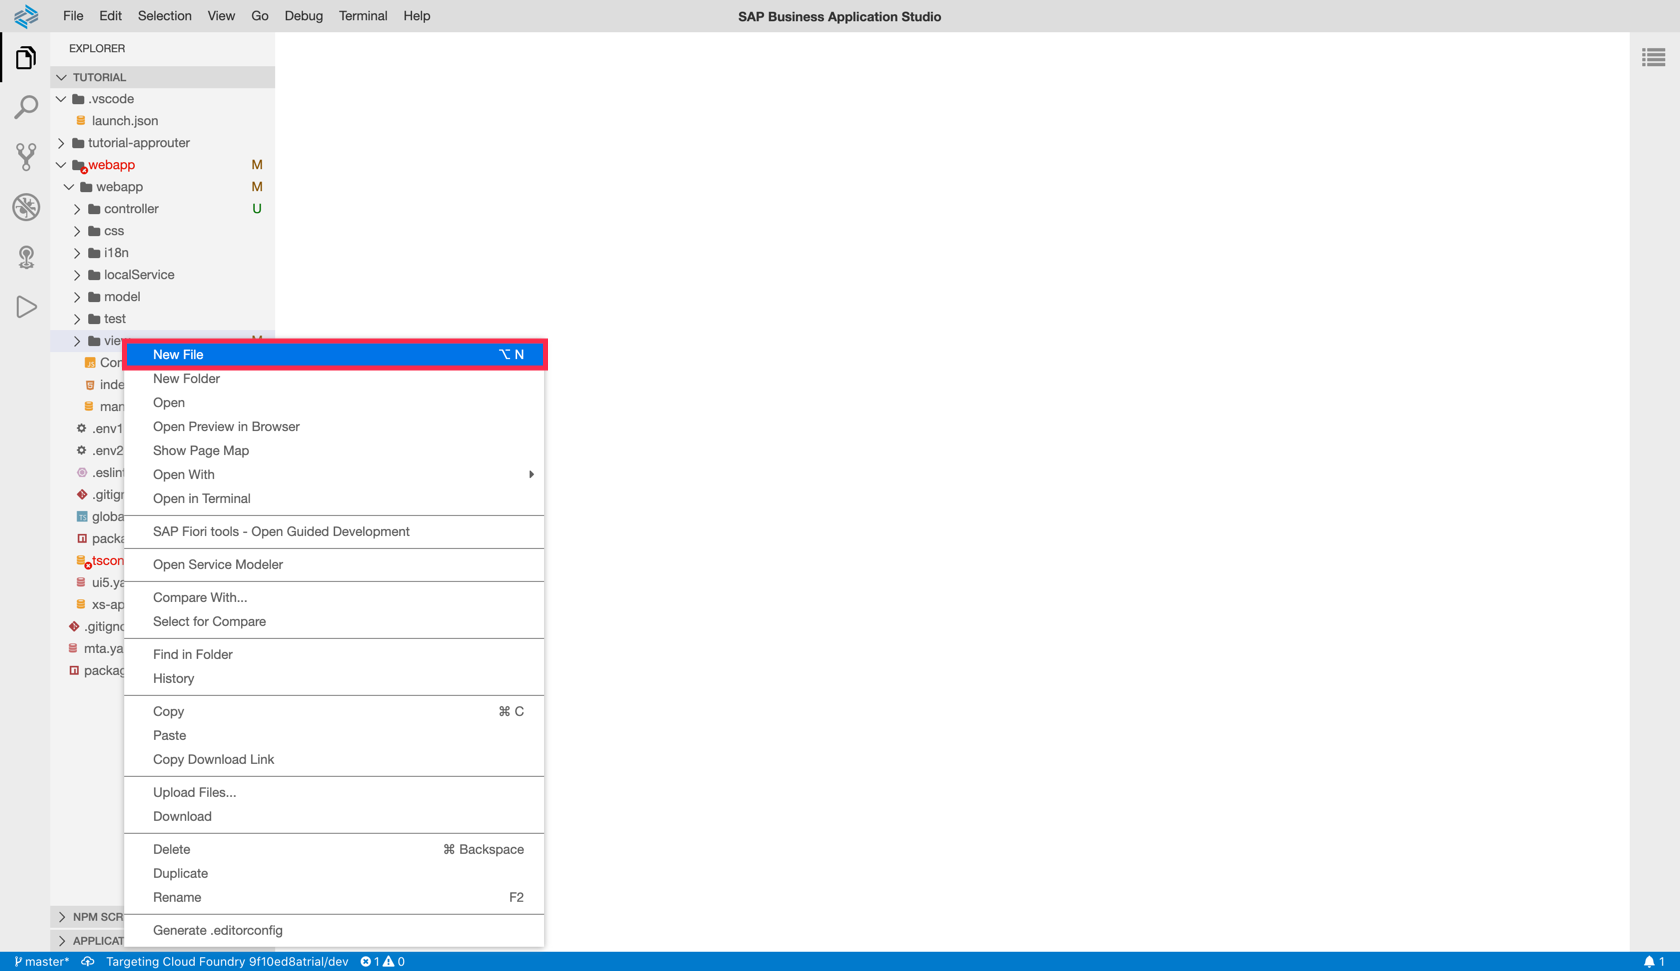 File Edit Selection View Go Debug Terminal Help
SAP Business Application Studio
EXPLORER
TUTORIAL
.vscode
launch.json
tutorial-approuter
webapp M
webapp M
controller U
css
i18n
localService
model
test
view M
Con
inde
man
.env1
.env2
.eslint
.gitign
globa
packa
tscon
ui5.ya
xs-ap
.gitigno
mta.ya
packag
NPM SCR
APPLICAT
New File ⌥ N
New Folder
Open
Open Preview in Browser
Show Page Map
Open With
Open in Terminal
SAP Fiori tools - Open Guided Development
Open Service Modeler
Compare With...
Select for Compare
Find in Folder
History
Copy ⌘ C
Paste
Copy Download Link
Upload Files...
Download
Delete ⌘ Backspace
Duplicate
Rename F2
Generate .editorconfig
master* Targeting Cloud Foundry 9f10ed8atrial/dev 1 0 1